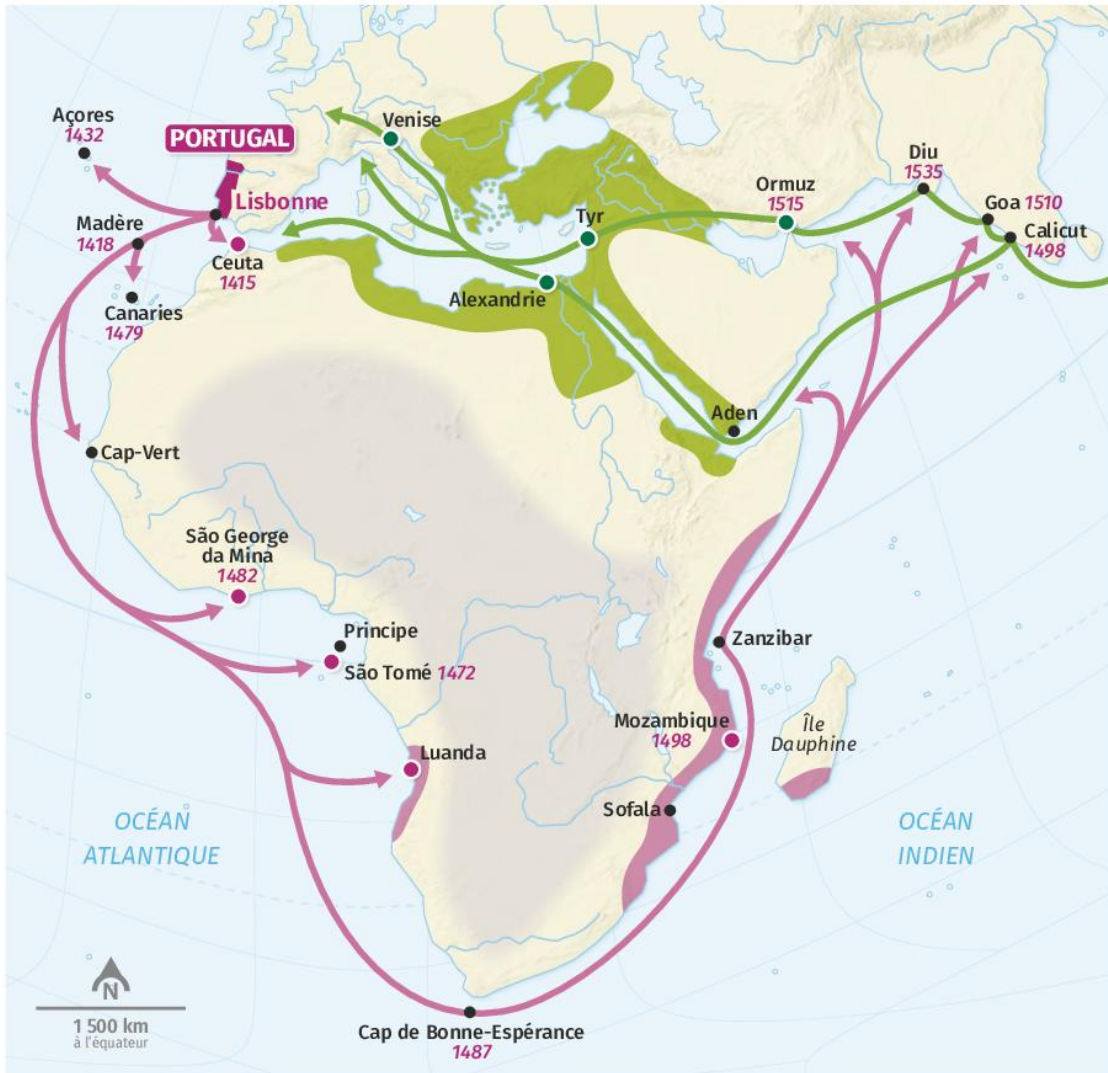 Açores
1432
PORTUGAL
Venise
Lisbonne
Madère
1418
Ceuta
1415
Canaries
1479
Tyr
Alexandrie
Ormuz
1515
Diu
1535
Goa 1510
Calicut
1498
Aden
Cap-Vert
São George
da Mina
1482
Principe
São Tomé 1472
Luanda
Zanzibar
Mozambique
1498
Île
Dauphine
Sofala
OCÉAN
ATLANTIQUE
OCÉAN
INDIEN
N
1 500 km
à l'équateur
Cap de Bonne-Espérance
1487